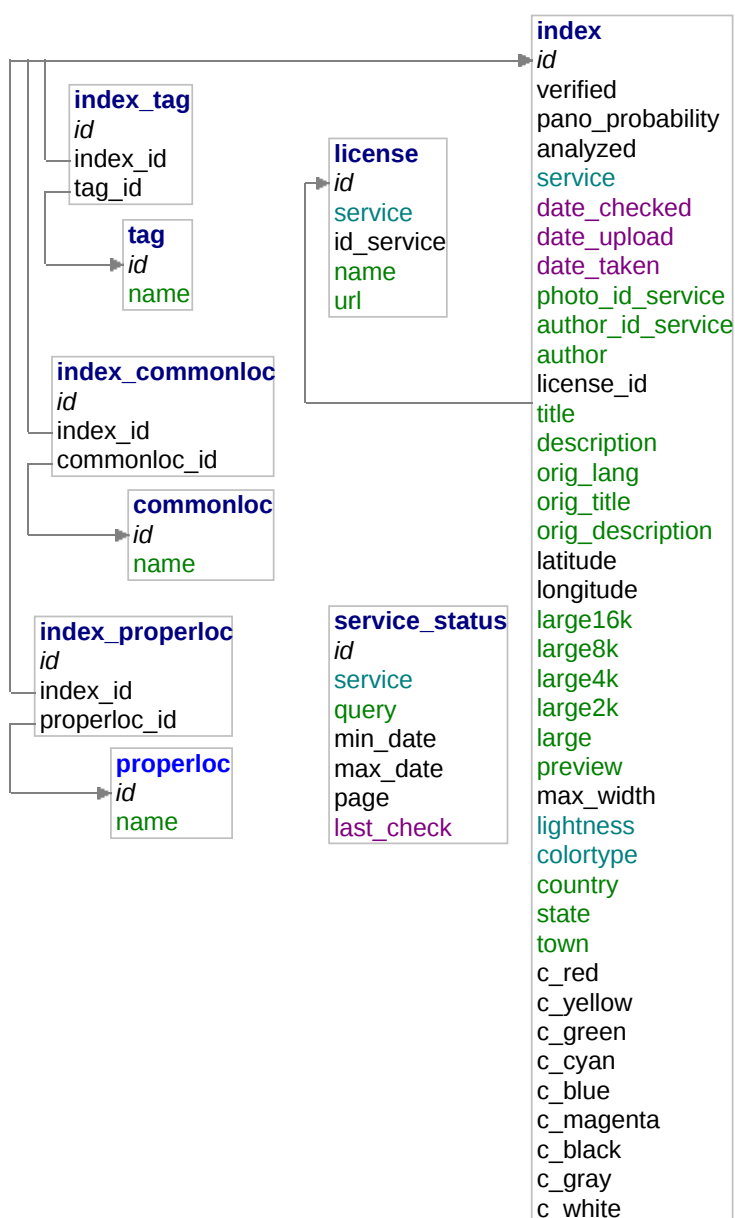 index_tag
id
index_id
tag_id
tag
id
name
index_commonloc
id
index_id
commonloc_id
commonloc
id
name
index_properloc
id
index_id
properloc_id
properloc
id
name
license
id
service
id_service
name
url
service_status
id
service
query
min_date
max_date
page
last_check
index
id
verified
pano_probability
analyzed
service
date_checked
date_upload
date_taken
photo_id_service
author_id_service
author
license_id
title
description
orig_lang
orig_title
orig_description
latitude
longitude
large16k
large8k
large4k
large2k
large
preview
max_width
lightness
colortype
country
state
town
c_red
c_yellow
c_green
c_cyan
c_blue
c_magenta
c_black
c_gray
c_white